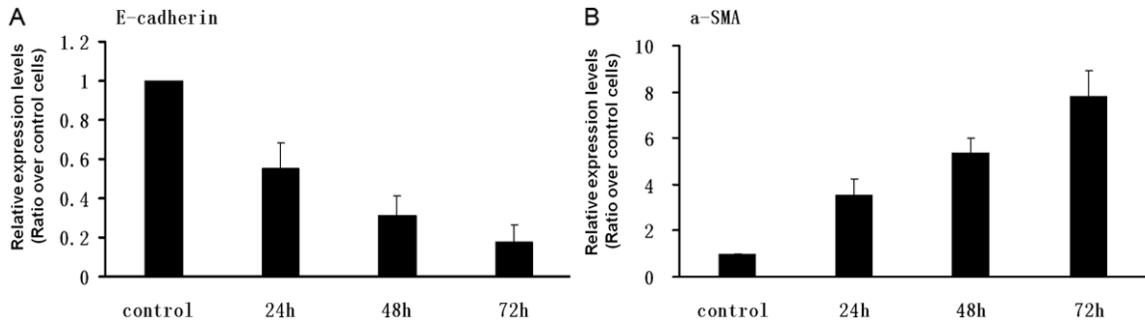 A
E-cadherin
Relative expression levels
(Ratio over control cells)
1.2
1
0.8
0.6
0.4
0.2
0
control 24h 48h 72h
B
a-SMA
Relative expression levels
(Ratio over control cells)
10
8
6
4
2
0
control 24h 48h 72h